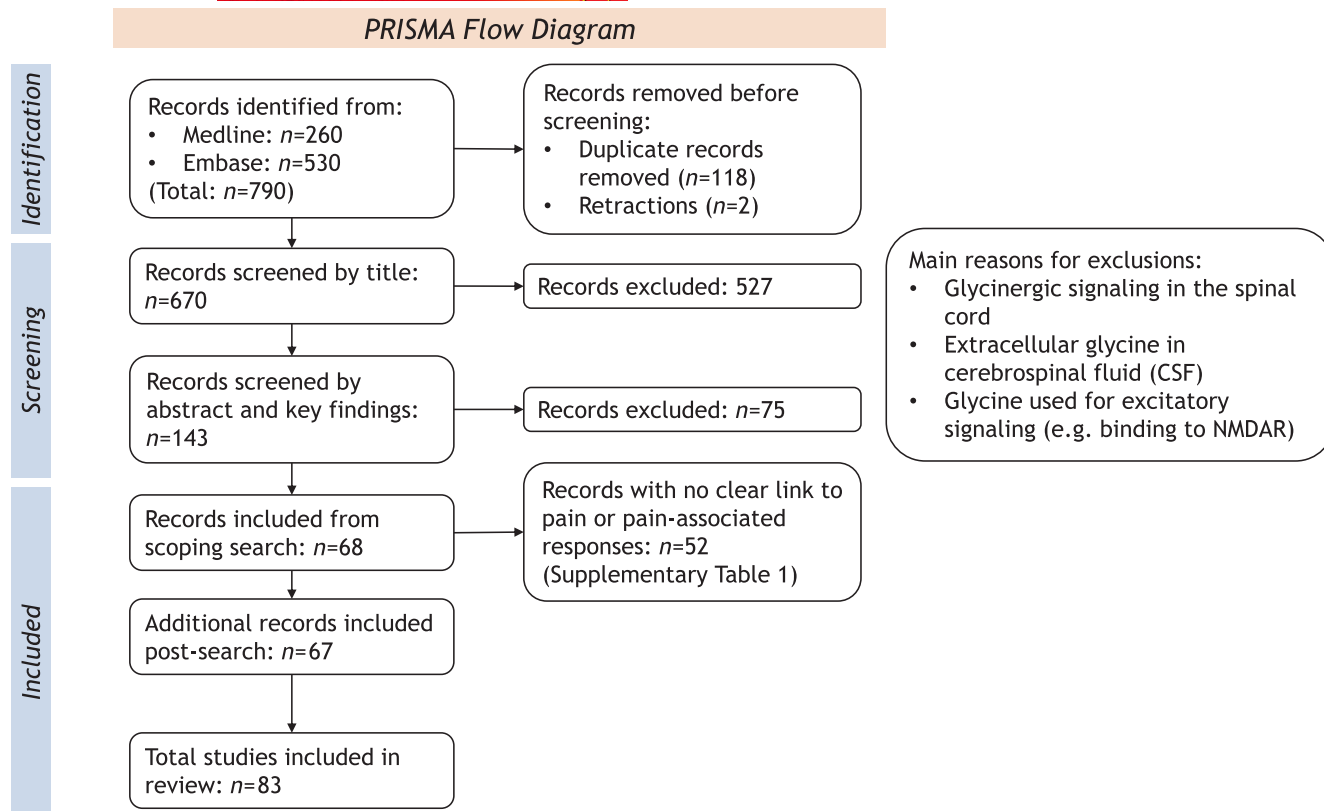 PRISMA Flow Diagram
Identification
Records identified from:
• Medline: n=260
• Embase: n=530
(Total: n=790)
Records removed before
screening:
• Duplicate records
removed (n=118)
• Retractions (n=2)
Screening
Records screened by title:
n=670
Records excluded: 527
Main reasons for exclusions:
• Glycinergic signaling in the spinal
cord
• Extracellular glycine in
cerebrospinal fluid (CSF)
• Glycine used for excitatory
signaling (e.g. binding to NMDAR)
Records screened by
abstract and key findings:
n=143
Records excluded: n=75
Included
Records included from
scoping search: n=68
Records with no clear link to
pain or pain-associated
responses: n=52
(Supplementary Table 1)
Additional records included
post-search: n=67
Total studies included in
review: n=83